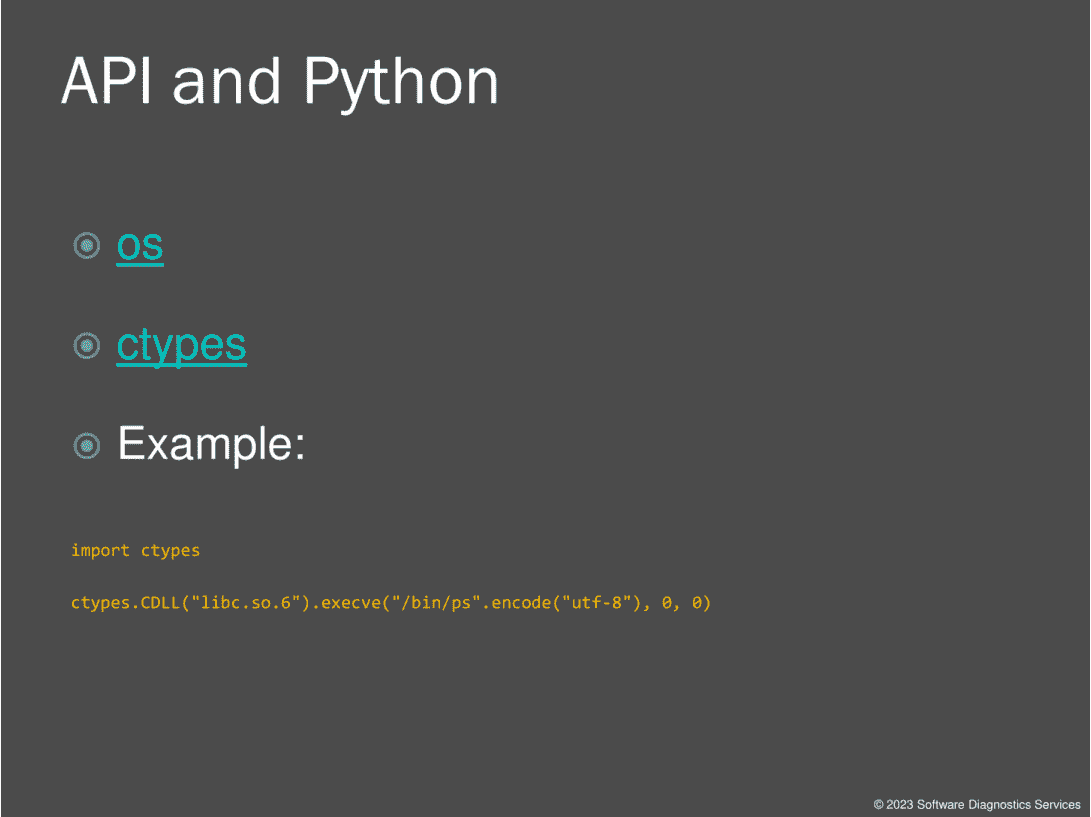 API and Python
os
ctypes
Example:
import ctypes
ctypes.CDLL("libc.so.6").execve("/bin/ps".encode("utf-8"), 0, 0)
© 2023 Software Diagnostics Services